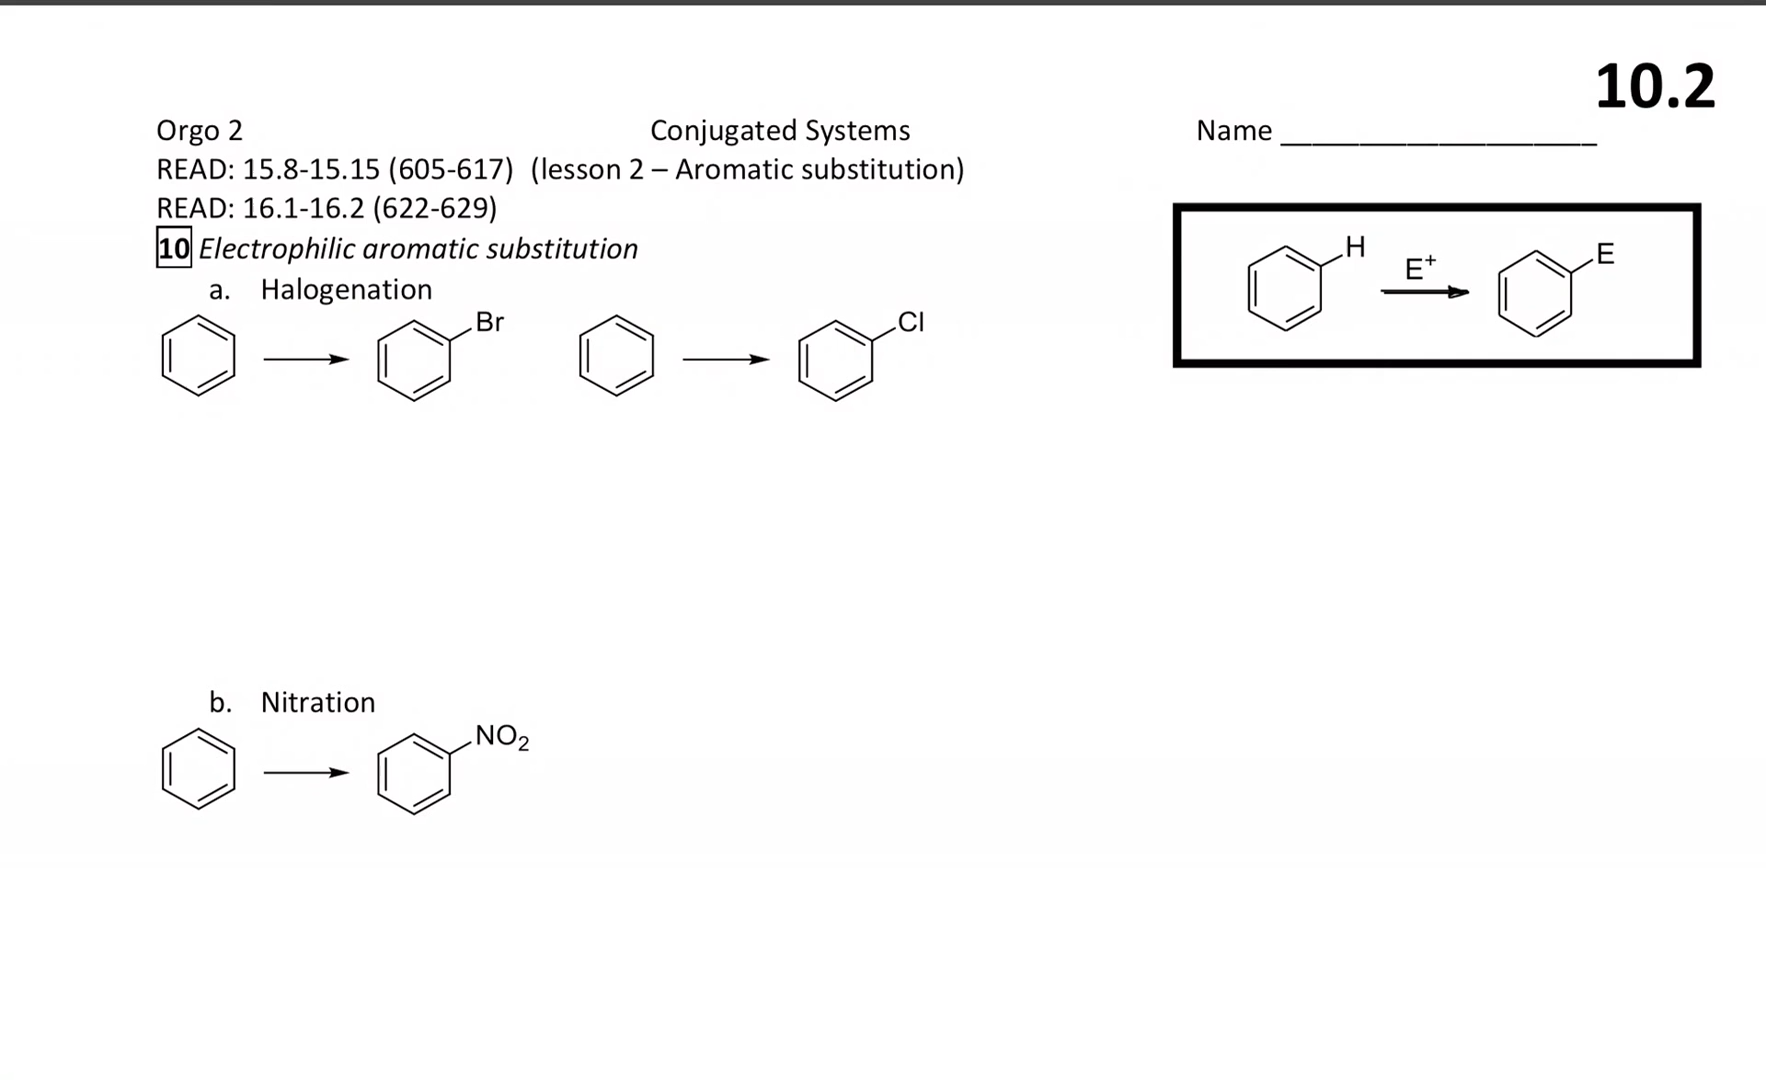 10.2
Orgo 2 Conjugated Systems Name ____________________
READ: 15.8-15.15 (605-617) (lesson 2 – Aromatic substitution)
READ: 16.1-16.2 (622-629)
10 Electrophilic aromatic substitution
H E⁺ E
a. Halogenation
Br Cl
b. Nitration
NO₂